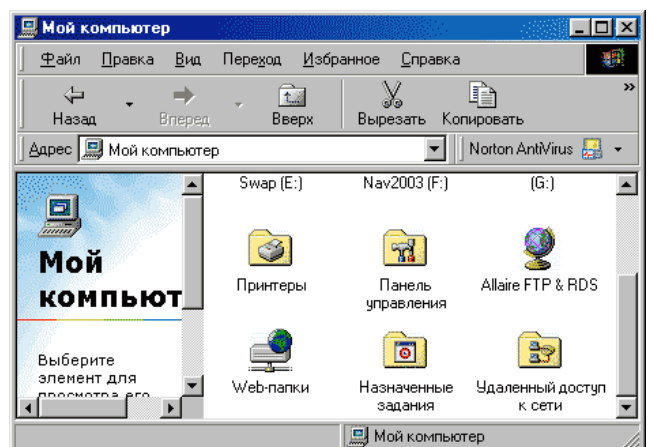 Мой компьютер
Файл Правка Вид Переход Избранное Справка
Назад Вперед Вверх Вырезать Копировать »
Адрес Мой компьютер Norton AntiVirus
Swap (E:) Nav2003 (F:) (G:)
Мой
компьют
Принтеры Панель управления Allaire FTP & RDS
Выберите
элемент для
просмотра его
Web-папки Назначенные задания Удаленный доступ к сети
Мой компьютер